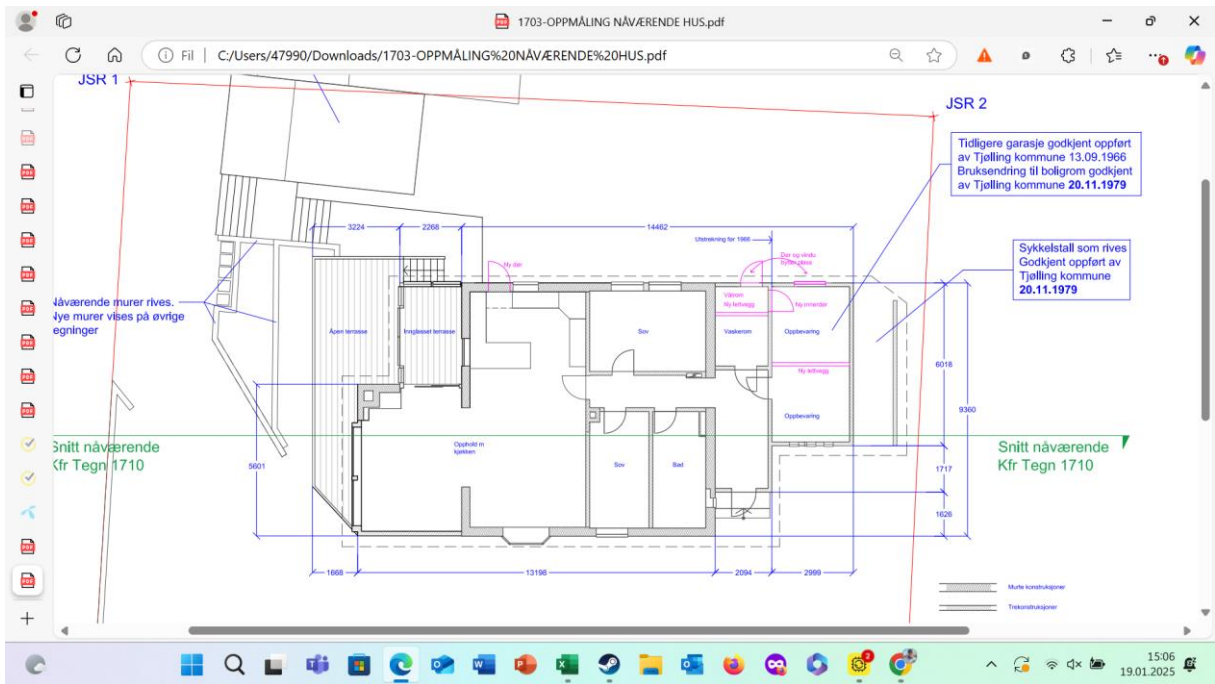 1703-OPPMÅLING NÅVÆRENDE HUS.pdf
Fil
C:/Users/47990/Downloads/1703-OPPMÅLING%20NÅVÆRENDE%20HUS.pdf
JSR 1
JSR 2
Tidligere garasje godkjent oppført
av Tjølling kommune 13.09.1966
Bruksendring til boligrom godkjent
av Tjølling kommune 20.11.1979
3224
2268
14462
Utstrekning før 1966
Sykkelstall som rives
Godkjent oppført av
Tjølling kommune
20.11.1979
Ny dør
Dør og vindu
bytter plass
Nåværende murer rives.
Nye murer vises på øvrige
egninger
Våtrom
Ny lettvegg
Ny innerdør
Åpen terrasse
Innglasset terrasse
Sov
Vaskerom
Oppbevaring
6018
Ny lettvegg
9360
Oppbevaring
Snitt nåværende
Kfr Tegn 1710
Opphold m
kjøkken
Snitt nåværende
Kfr Tegn 1710
5601
Sov
Bad
1717
1626
1668
13198
2094
2999
Murte konstruksjoner
Trekonstruksjoner
15:06
19.01.2025